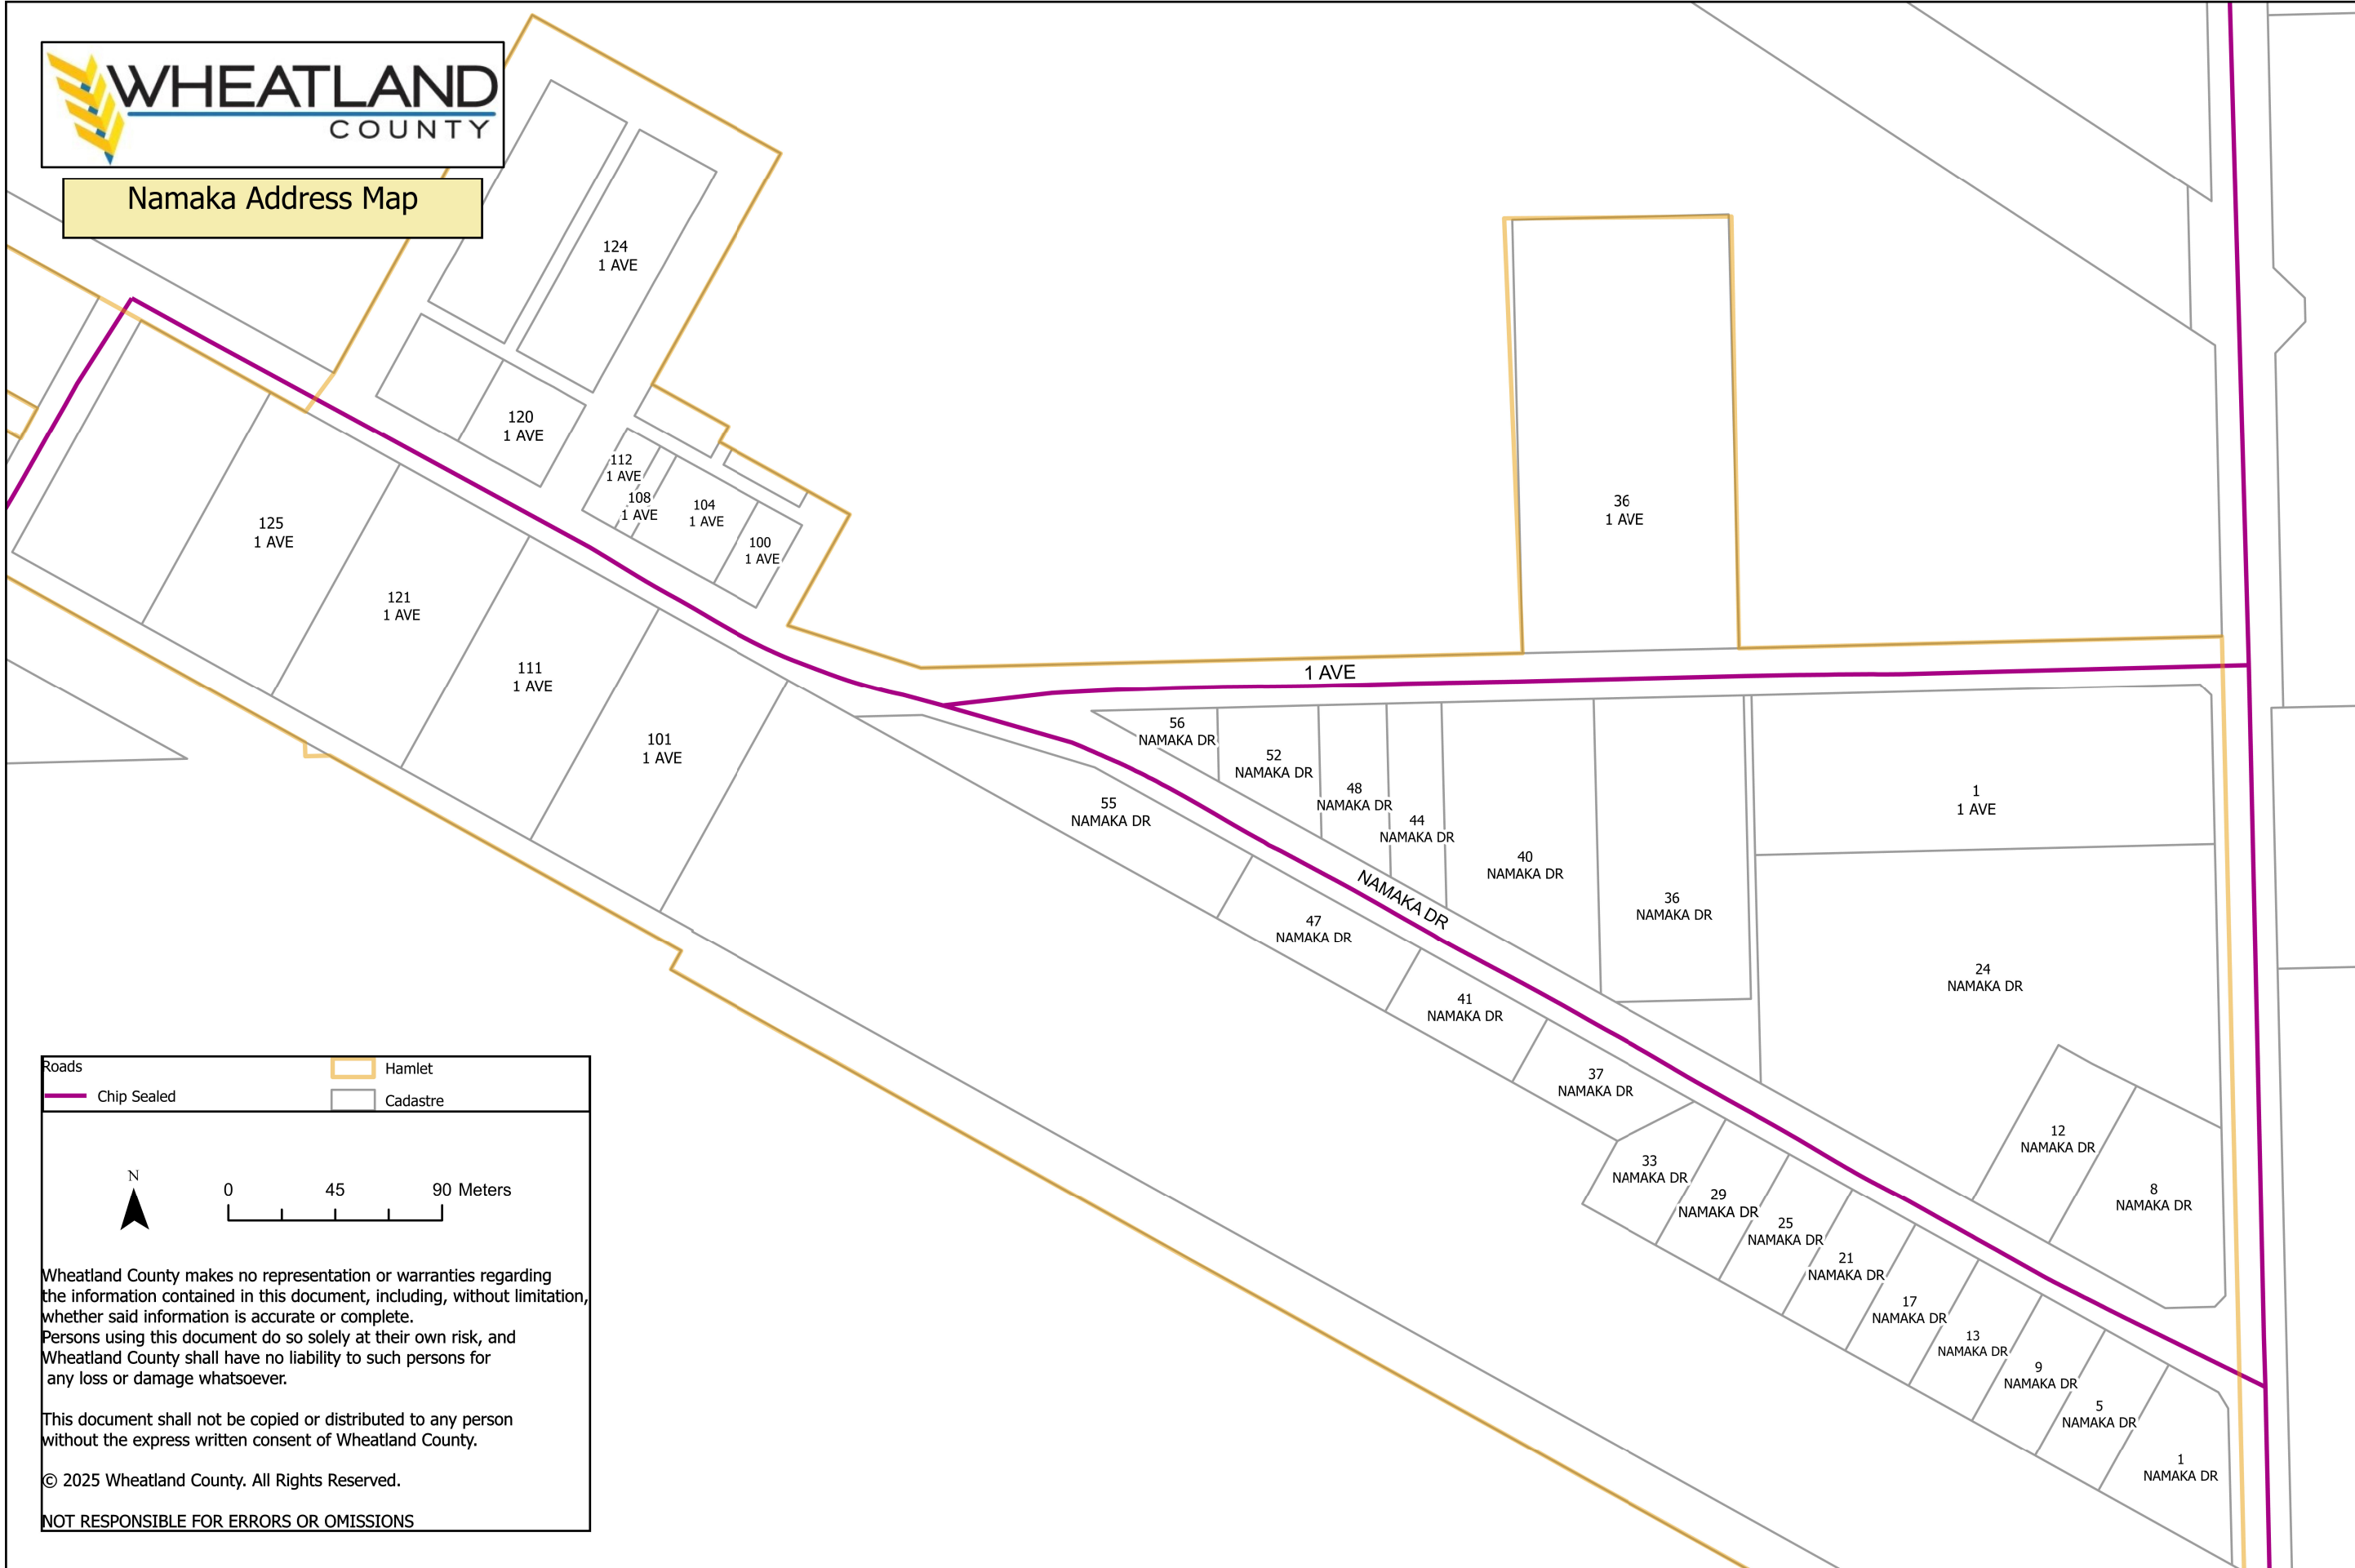 WHEATLAND
COUNTY
Namaka Address Map
124
1 AVE
120
1 AVE
112
1 AVE
108
1 AVE
104
1 AVE
100
1 AVE
36
1 AVE
125
1 AVE
121
1 AVE
111
1 AVE
101
1 AVE
1 AVE
56
NAMAKA DR
52
NAMAKA DR
48
NAMAKA DR
44
NAMAKA DR
40
NAMAKA DR
36
NAMAKA DR
1
1 AVE
24
NAMAKA DR
12
NAMAKA DR
8
NAMAKA DR
NAMAKA DR
55
NAMAKA DR
47
NAMAKA DR
41
NAMAKA DR
37
NAMAKA DR
33
NAMAKA DR
29
NAMAKA DR
25
NAMAKA DR
21
NAMAKA DR
17
NAMAKA DR
13
NAMAKA DR
9
NAMAKA DR
5
NAMAKA DR
1
NAMAKA DR
Roads
Chip Sealed
Hamlet
Cadastre
N
0 45 90 Meters
Wheatland County makes no representation or warranties regarding
the information contained in this document, including, without limitation,
whether said information is accurate or complete.
Persons using this document do so solely at their own risk, and
Wheatland County shall have no liability to such persons for
any loss or damage whatsoever.
This document shall not be copied or distributed to any person
without the express written consent of Wheatland County.
© 2025 Wheatland County. All Rights Reserved.
NOT RESPONSIBLE FOR ERRORS OR OMISSIONS